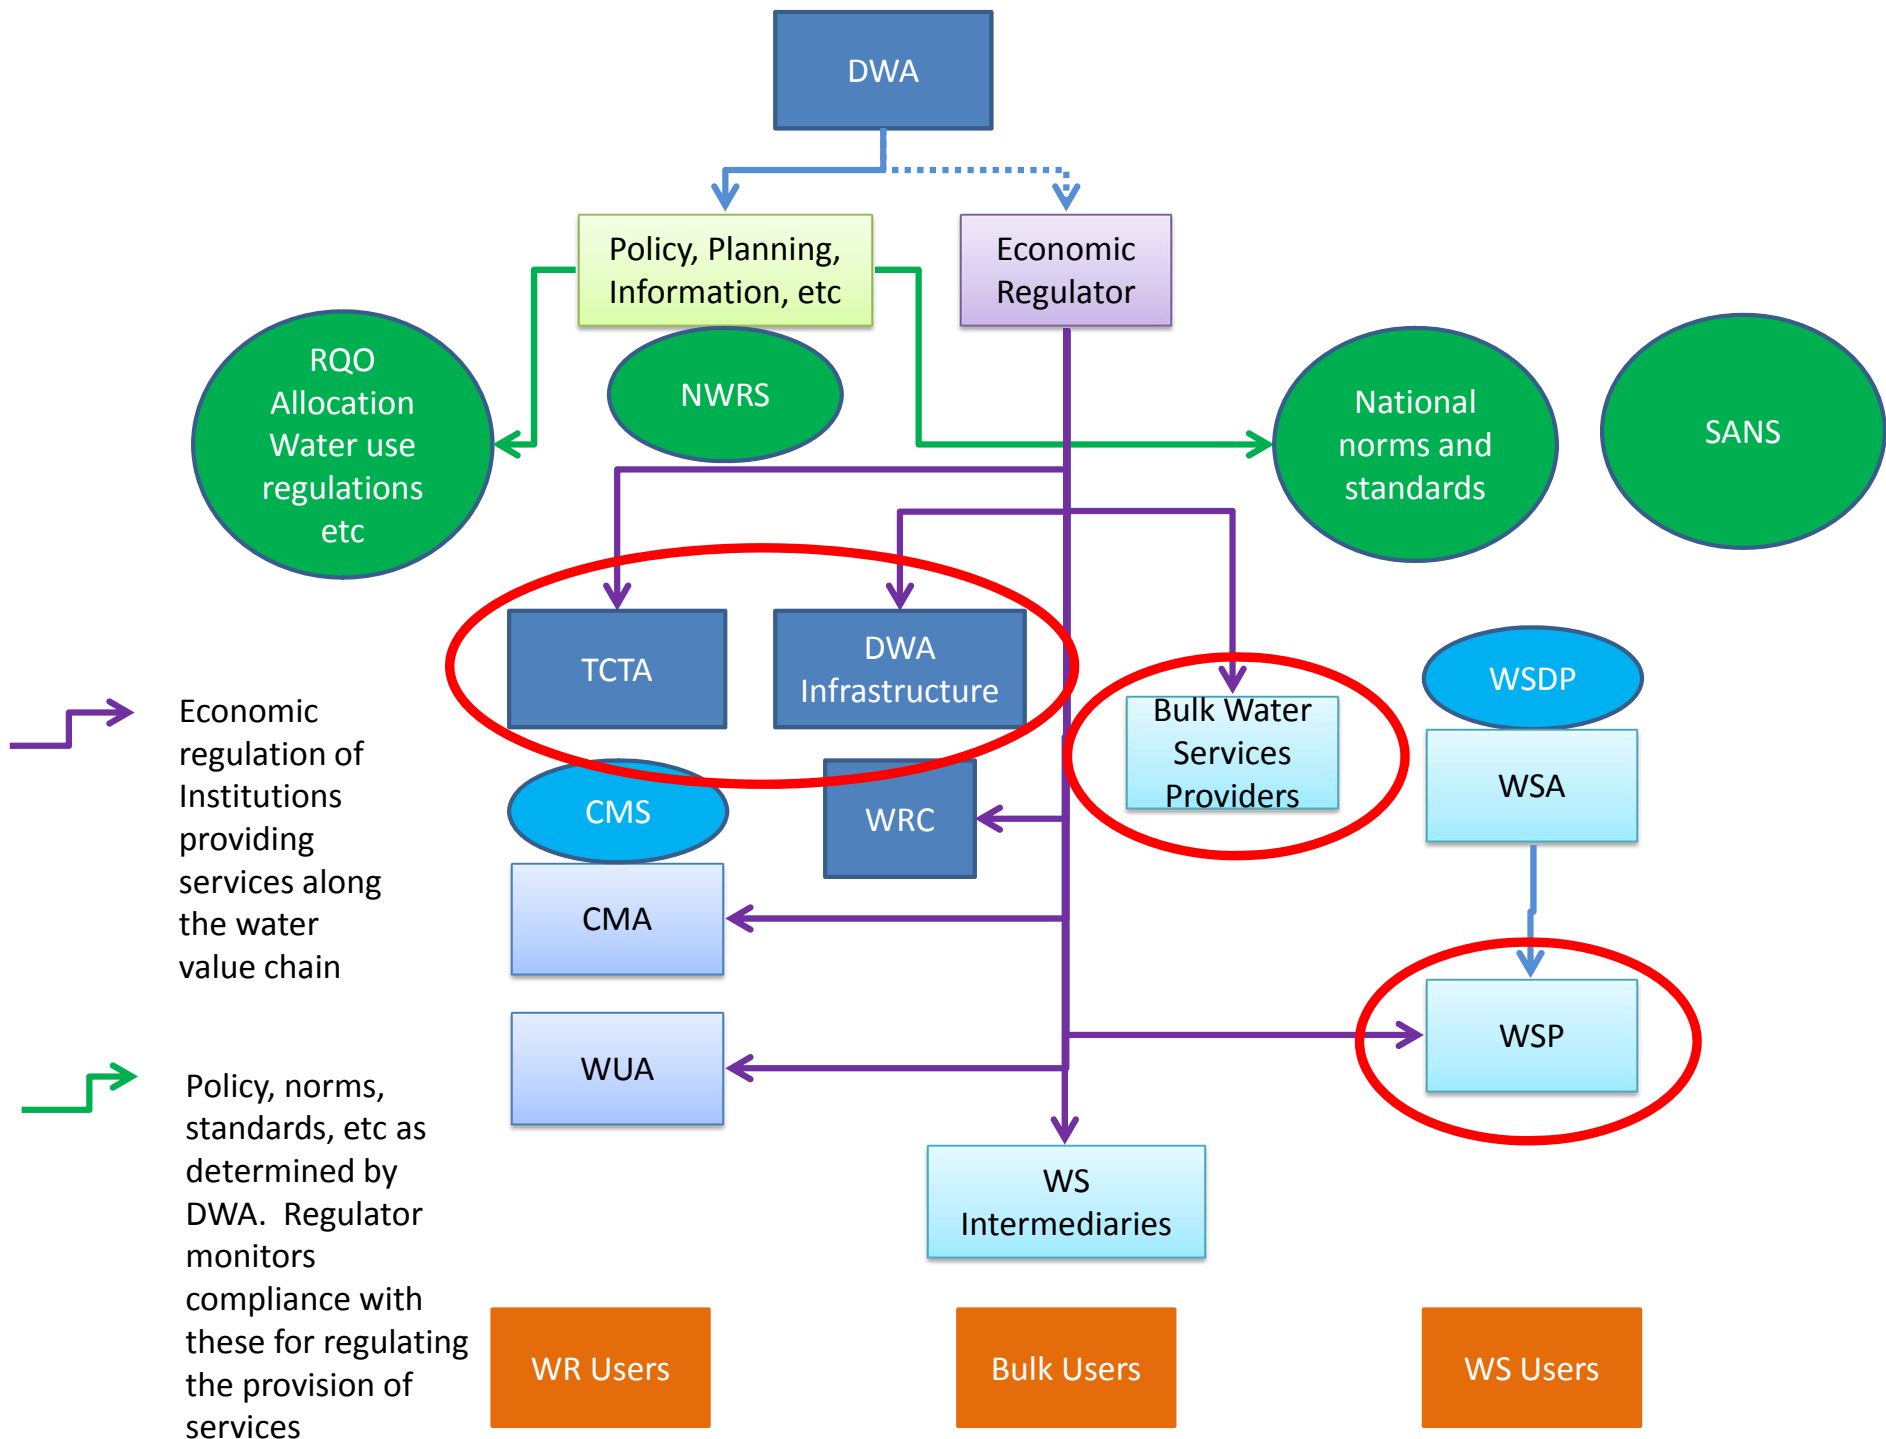 DWA
Policy, Planning,
Information, etc
Economic
Regulator
RQO
Allocation
Water use
regulations
etc
NWRS
National
norms and
standards
SANS
TCTA
DWA
Infrastructure
WSDP
Bulk Water
Services
Providers
WSA
CMS
WRC
CMA
WSP
WUA
WS
Intermediaries
Economic
regulation of
Institutions
providing
services along
the water
value chain
Policy, norms,
standards, etc as
determined by
DWA.  Regulator
monitors
compliance with
these for regulating
the provision of
services
WR Users
Bulk Users
WS Users